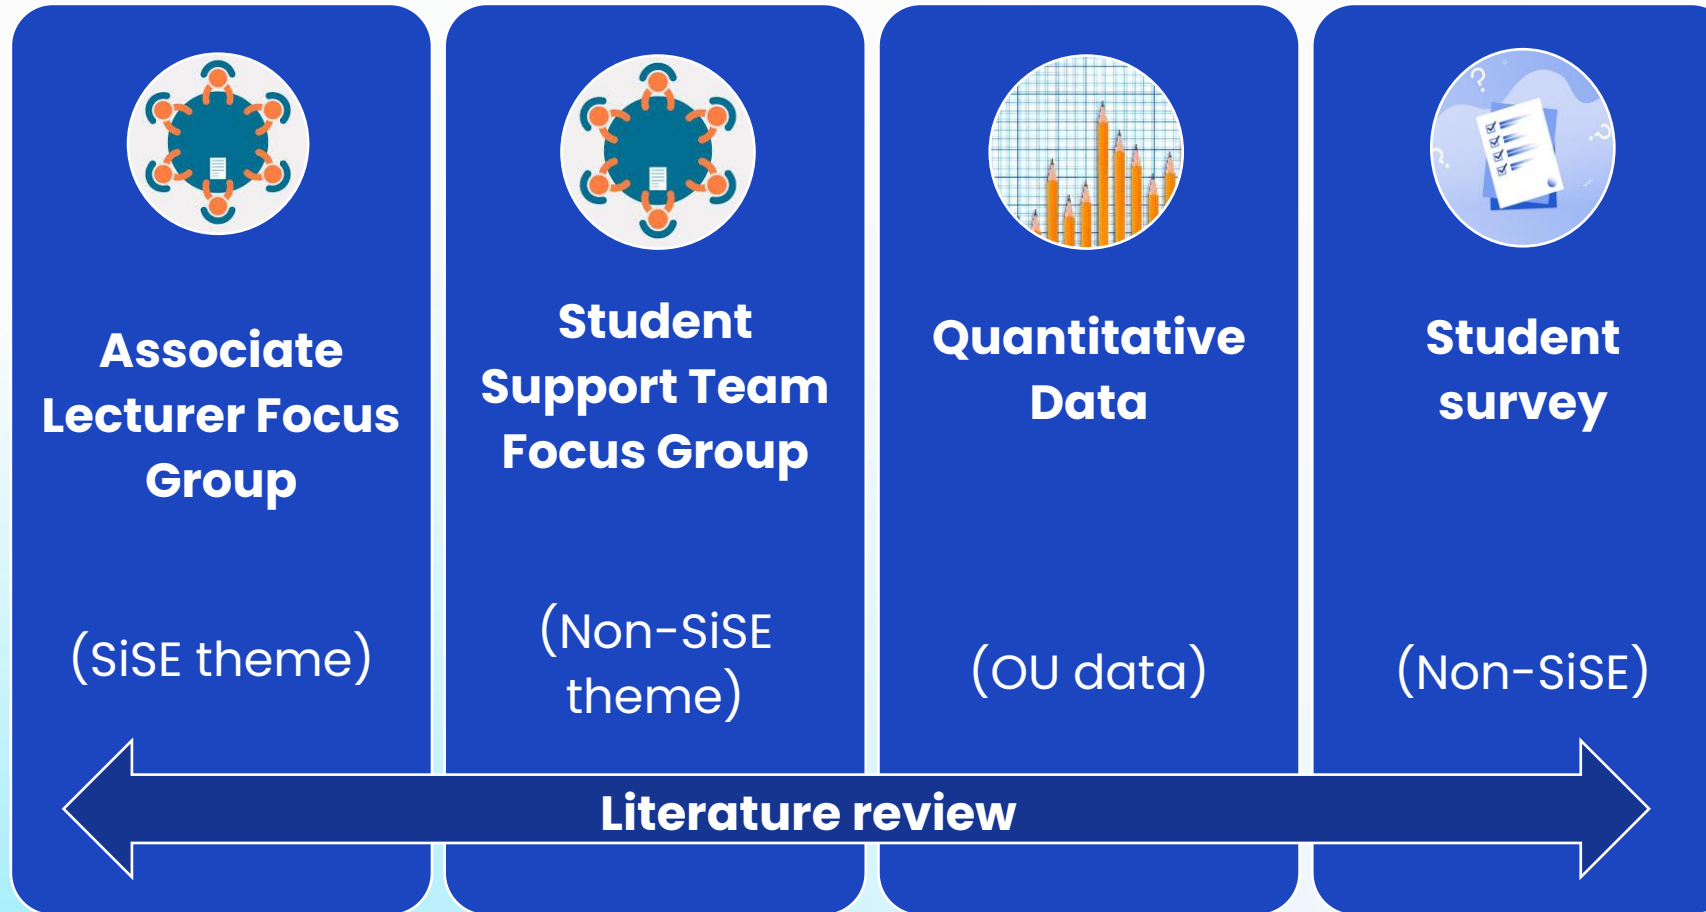 Associate
Lecturer Focus
Group
(SiSE theme)
Student
Support Team
Focus Group
(Non-SiSE
theme)
Quantitative
Data
(OU data)
Student
survey
(Non-SiSE)
Literature review